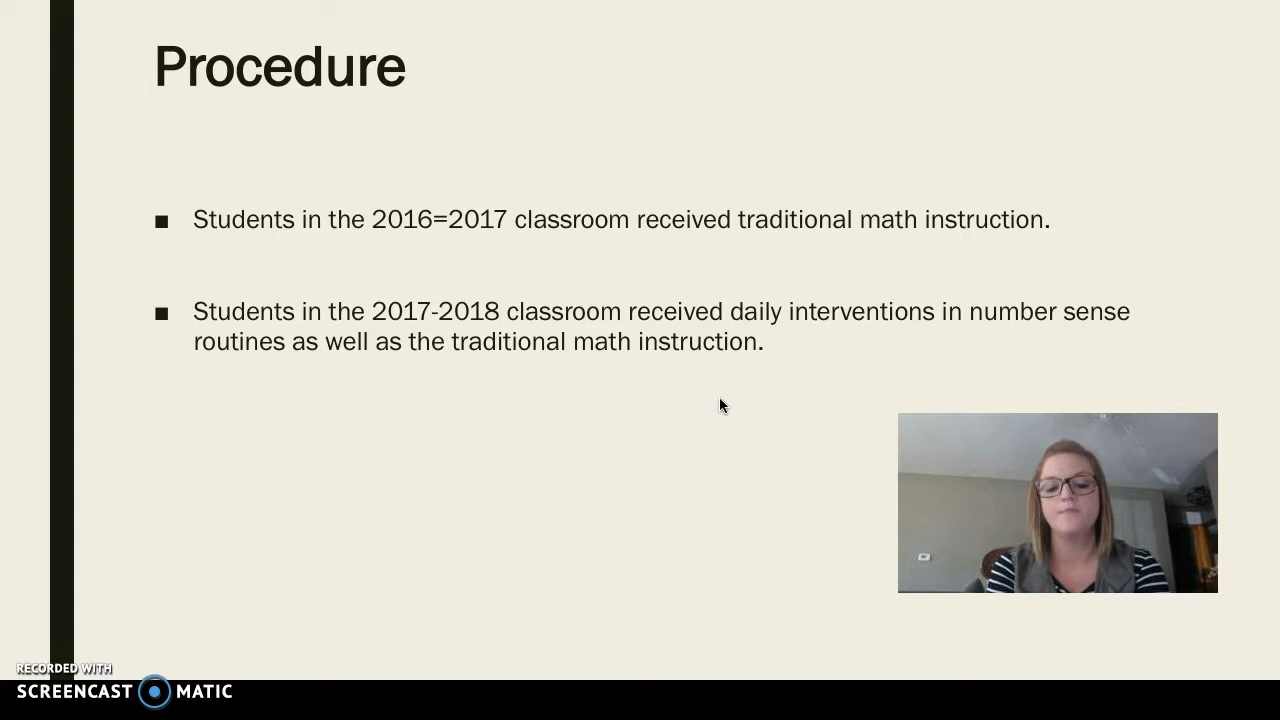 Procedure
■ Students in the 2016=2017 classroom received traditional math instruction.
■ Students in the 2017-2018 classroom received daily interventions in number sense
routines as well as the traditional math instruction.
RECORDED WITH
SCREENCAST MATIC